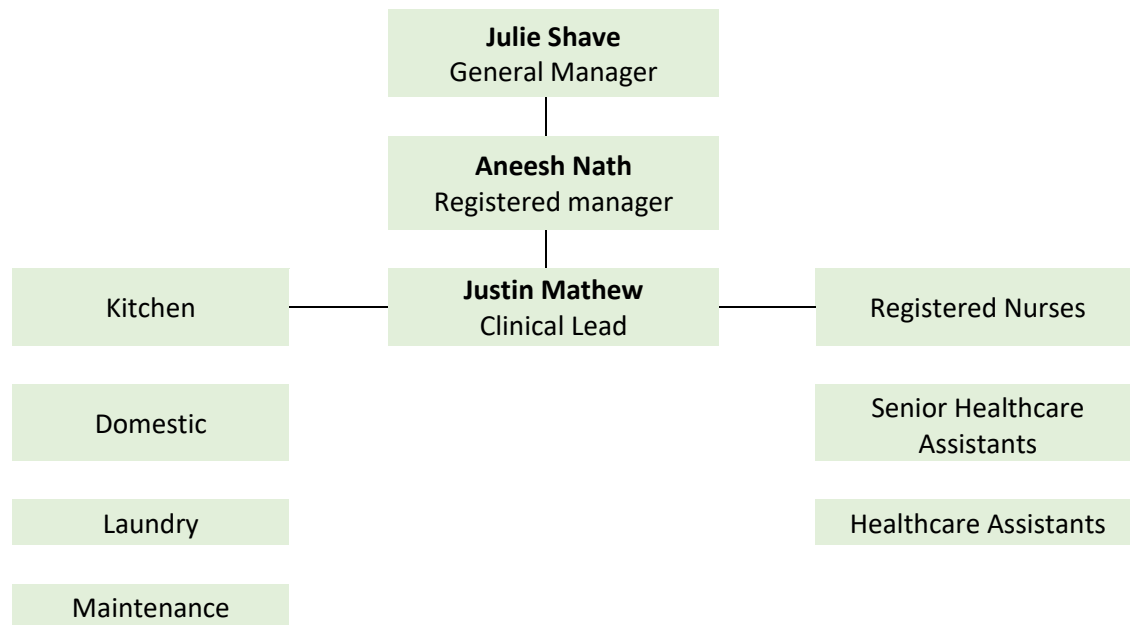 Julie Shave
General Manager
Aneesh Nath
Registered manager
Kitchen
Justin Mathew
Clinical Lead
Registered Nurses
Domestic
Senior Healthcare
Assistants
Laundry
Healthcare Assistants
Maintenance